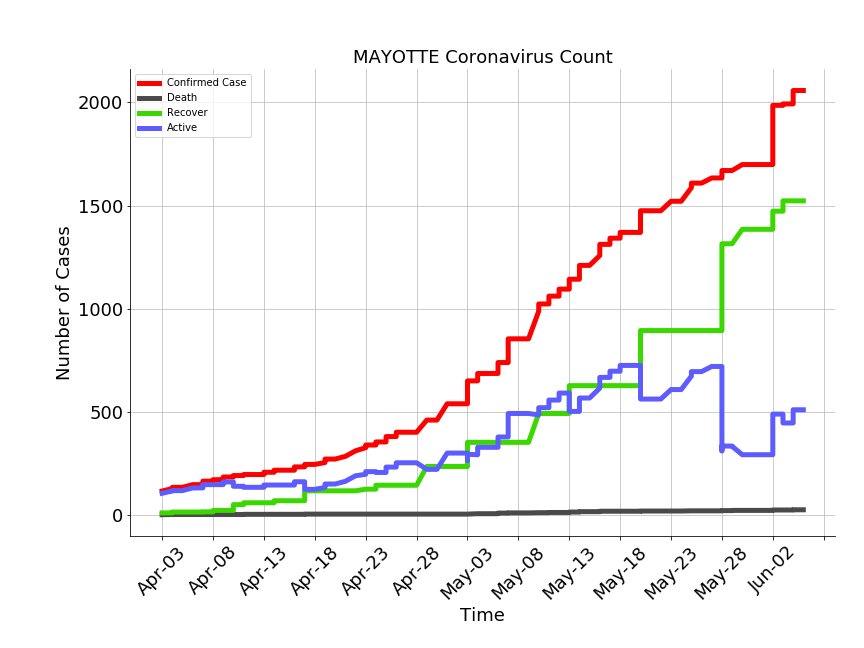 MAYOTTE Coronavirus Count
Confirmed Case
Death
Recover
Active
Number of Cases
2000
1500
1000
500
0
Apr-03
Apr-08
Apr-13
Apr-18
Apr-23
Apr-28
May-03
May-08
May-13
May-18
May-23
May-28
Jun-02
Time